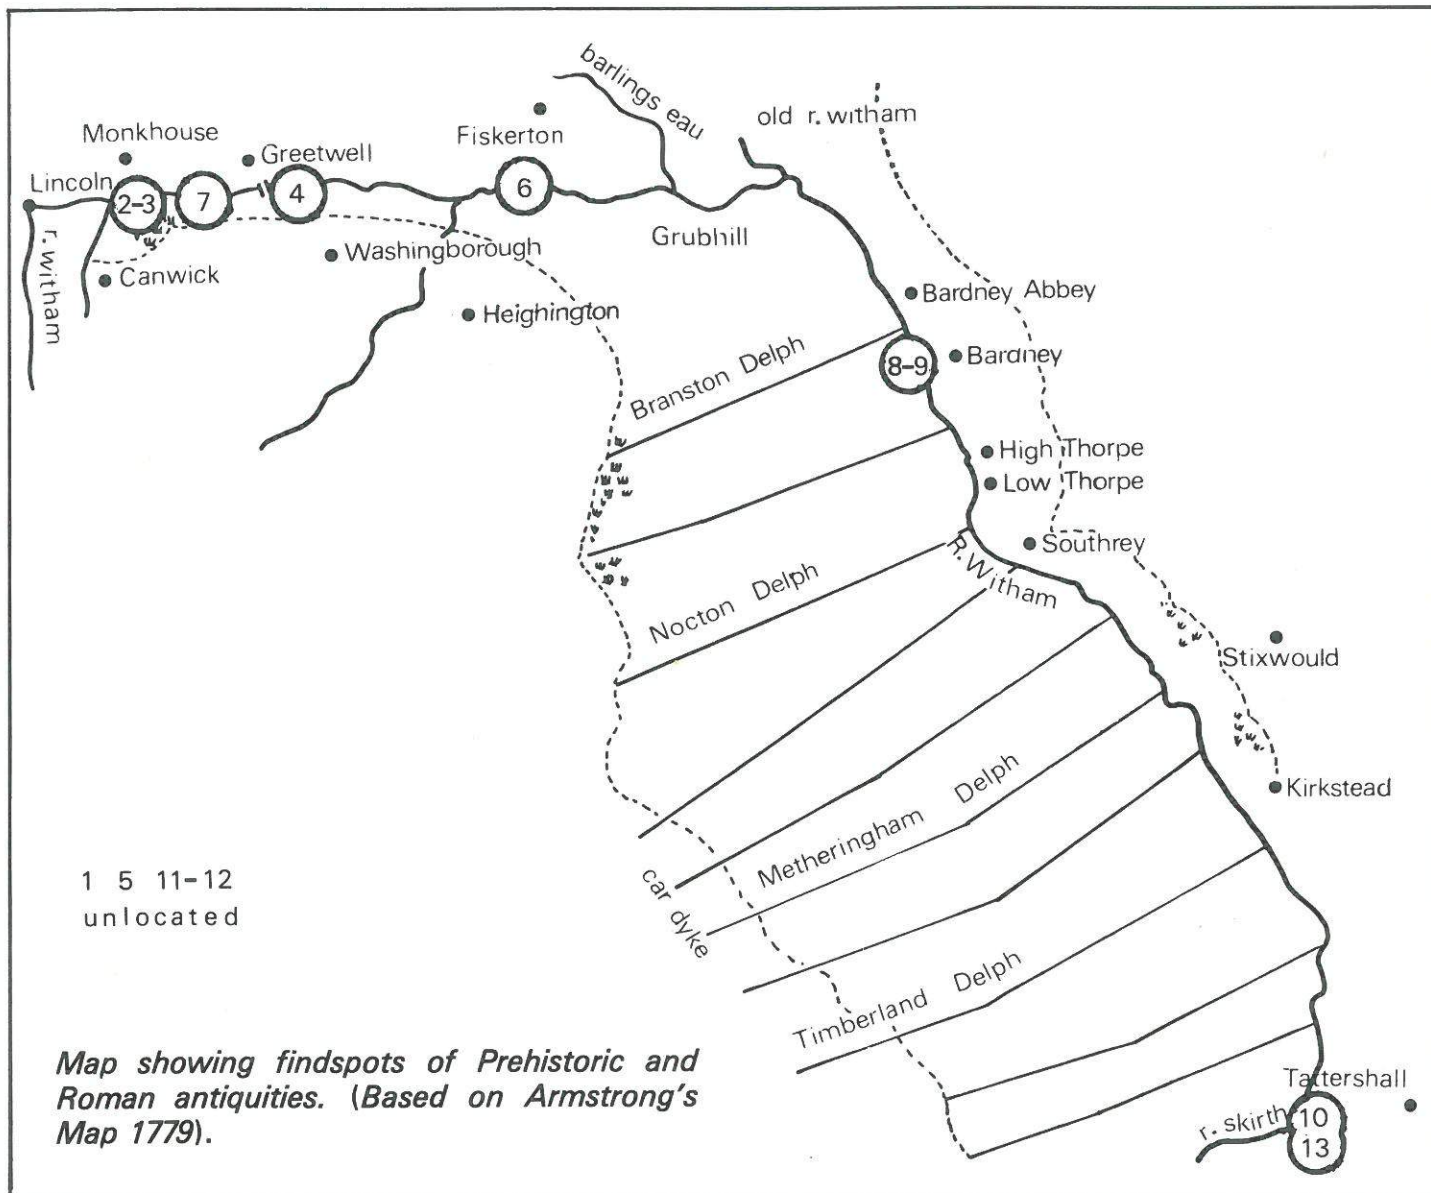 barlings eau
old r. witham
Monkhouse
Fiskerton
Greetwell
Lincoln
2-3
7
4
6
r. witham
Canwick
Washingborough
Grubhill
Heighington
Bardney Abbey
Branston Delph
8-9
Bardney
High Thorpe
Low Thorpe
Southrey
R. Witham
Nocton Delph
Stixwould
Kirkstead
Metheringham Delph
car dyke
1 5 11-12
unlocated
Timberland Delph
Map showing findspots of Prehistoric and
Roman antiquities. (Based on Armstrong's
Map 1779).
Tattershall
r. skirth
10
13